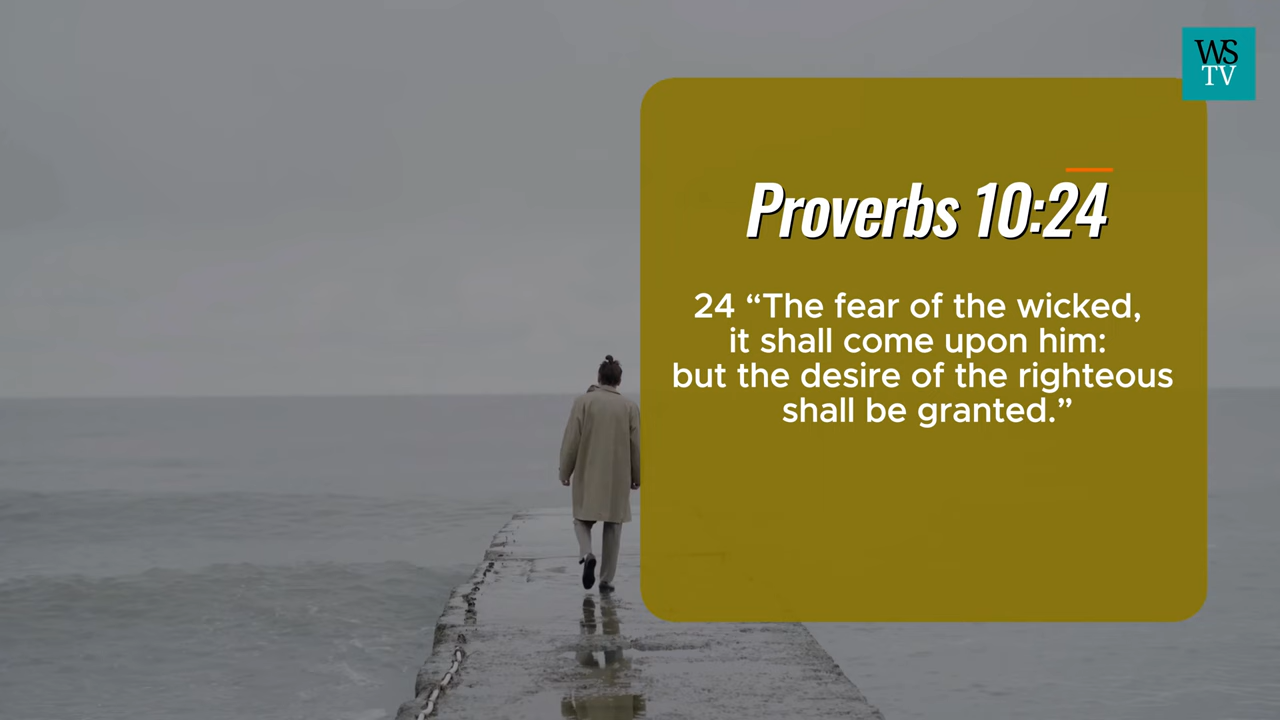 WS
TV
Proverbs 10:24
24 “The fear of the wicked,
it shall come upon him:
but the desire of the righteous
shall be granted.”